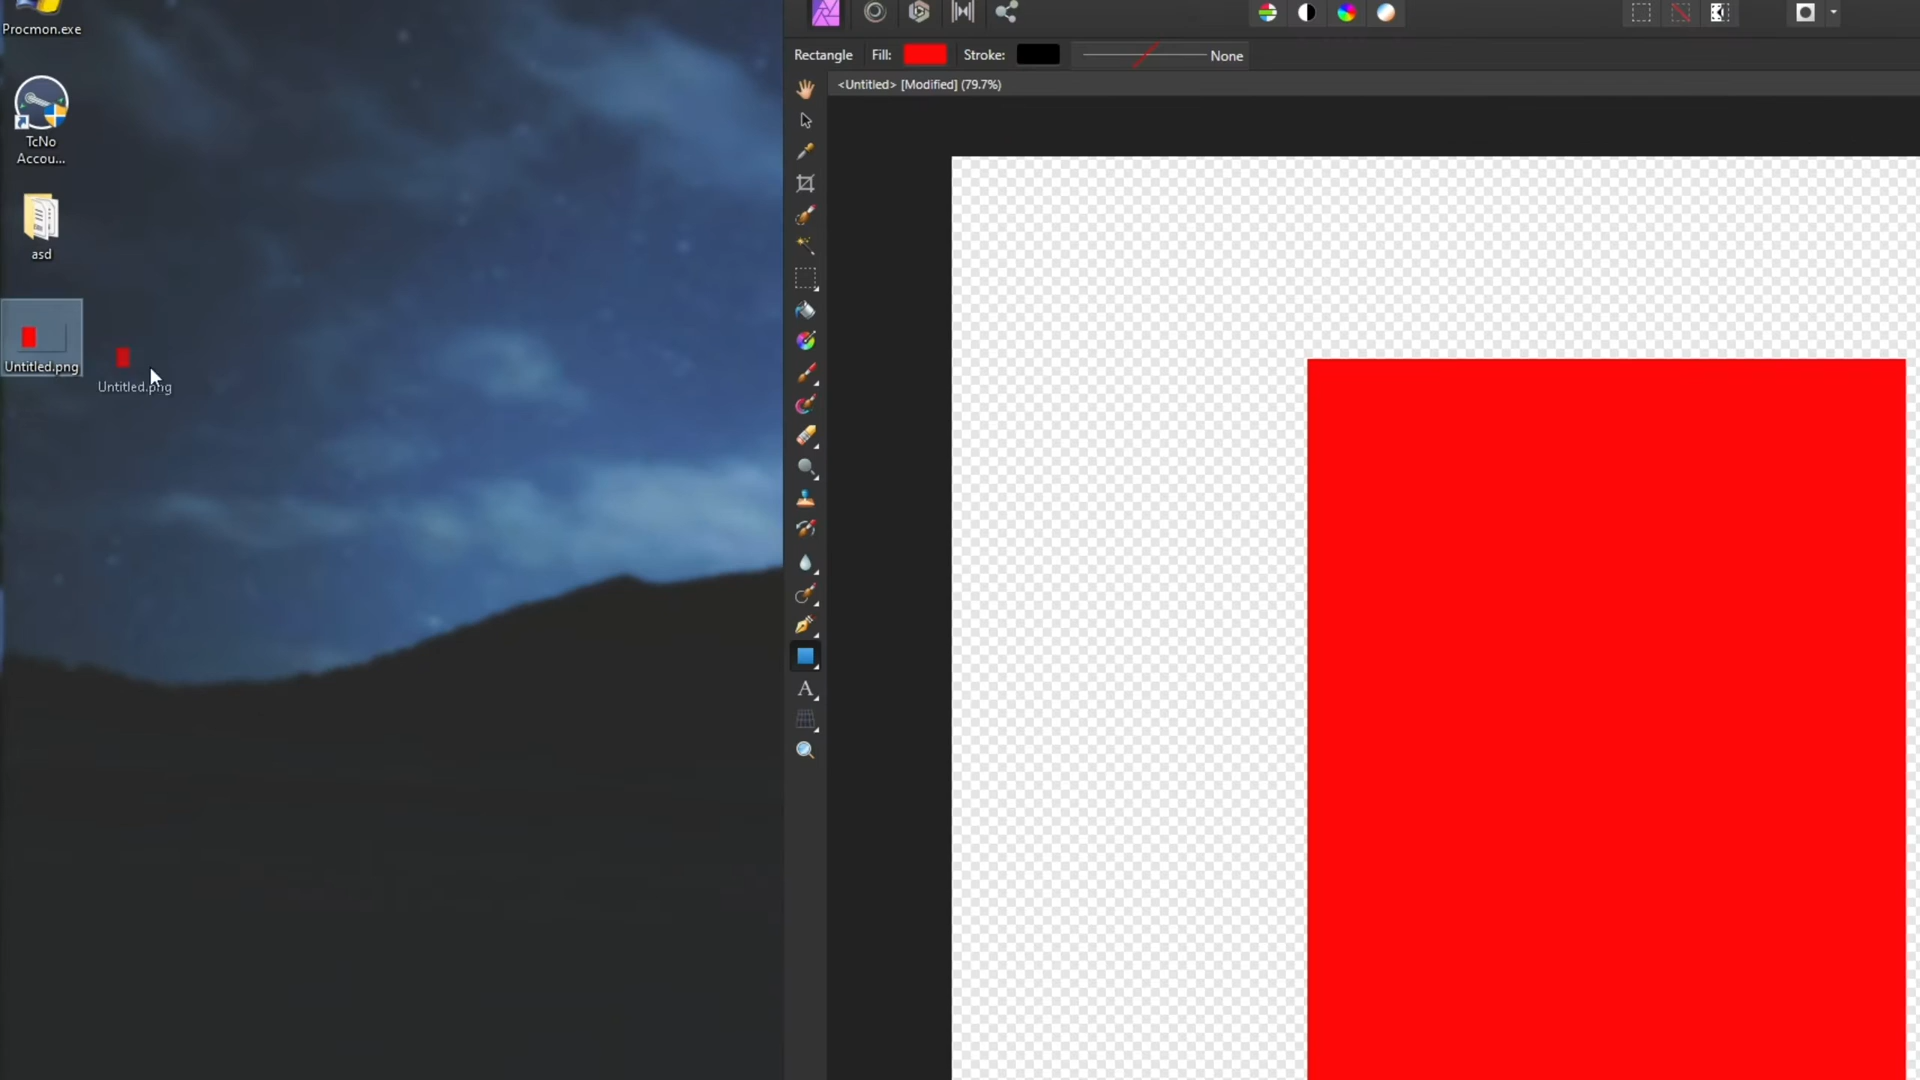 Procmon.exe
TcNo
Accou...
asd
Untitled.png
Untitled.png
Rectangle Fill: Stroke: None
<Untitled> [Modified] (79.7%)